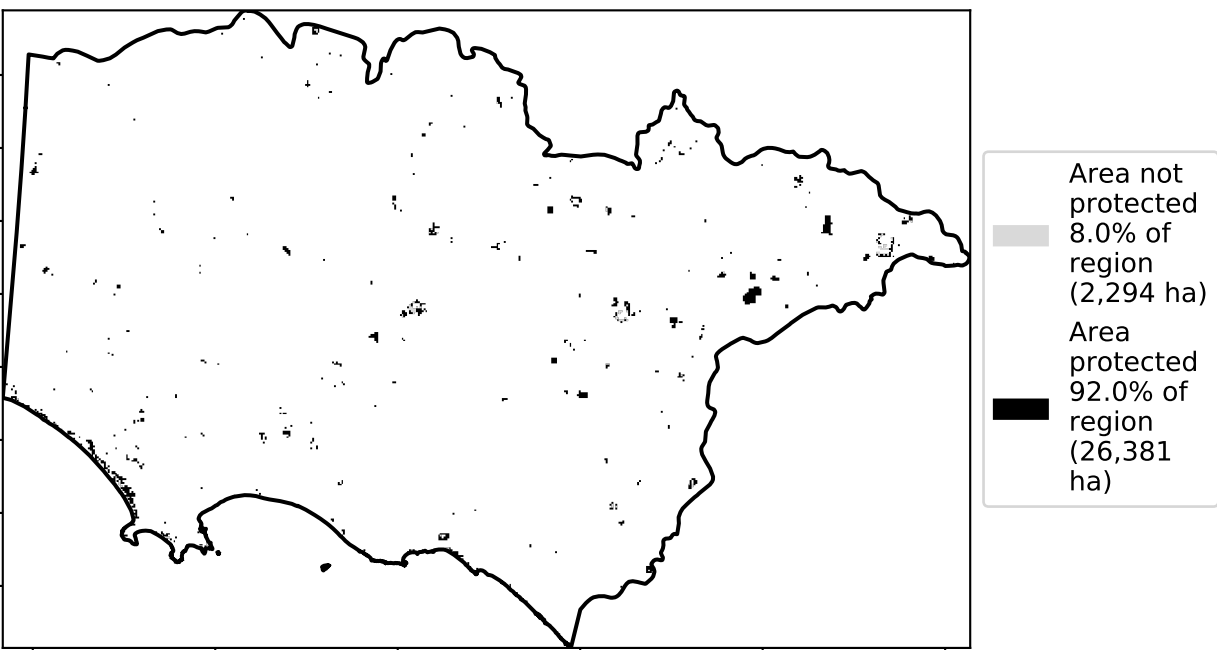 Area not
protected
8.0% of
region
(2,294 ha)
Area
protected
92.0% of
region
(26,381
ha)